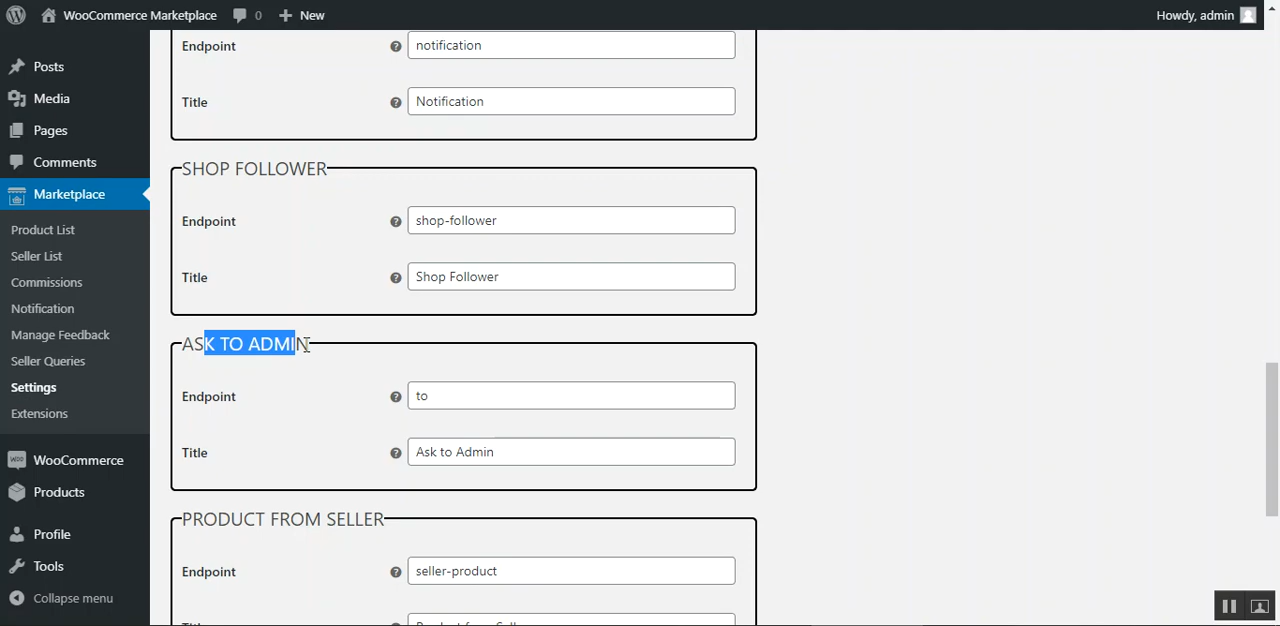 WooCommerce Marketplace 0 New Howdy, admin
Posts
Media
Pages
Comments
Marketplace
Product List
Seller List
Commissions
Notification
Manage Feedback
Seller Queries
Settings
Extensions
WooCommerce
Products
Profile
Tools
Collapse menu
Endpoint notification
Title Notification
SHOP FOLLOWER
Endpoint shop-follower
Title Shop Follower
ASK TO ADMIN
Endpoint to
Title Ask to Admin
PRODUCT FROM SELLER
Endpoint seller-product